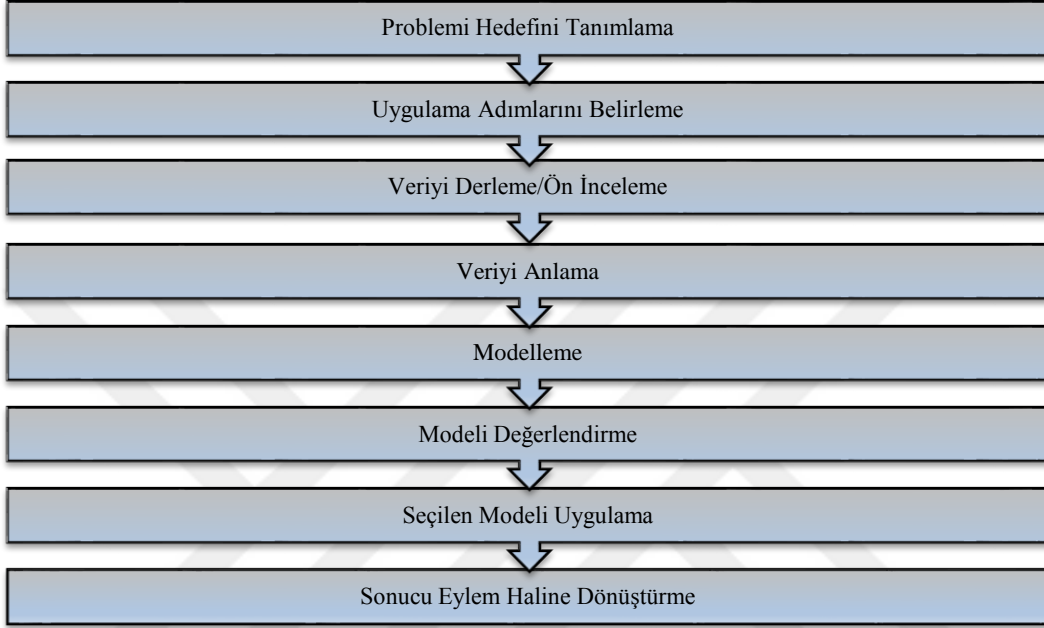 Problemi Hedefini Tanımlama
Uygulama Adımlarını Belirleme
Veriyi Derleme/Ön İnceleme
Veriyi Anlama
Modelleme
Modeli Değerlendirme
Seçilen Modeli Uygulama
Sonucu Eylem Haline Dönüştürme